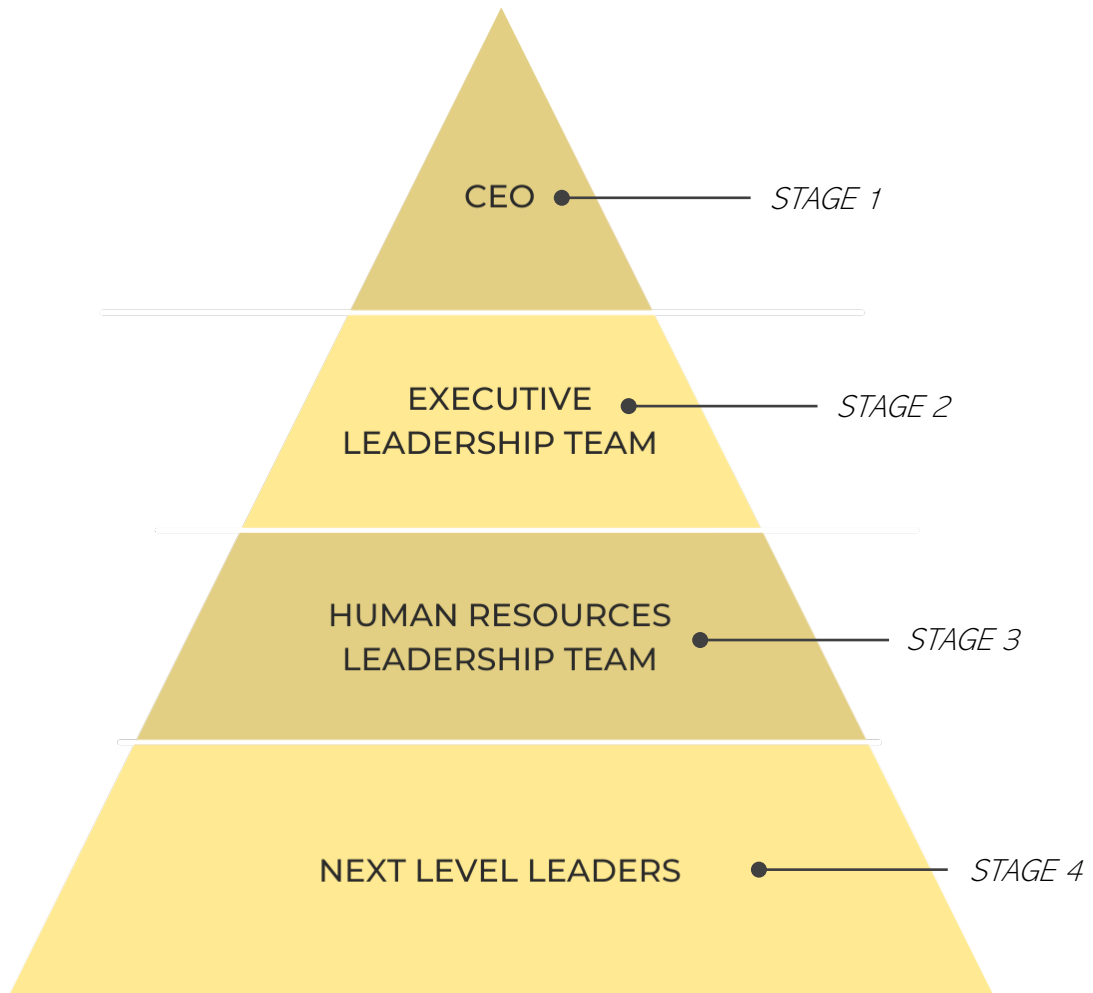 CEO
STAGE 1
EXECUTIVE
LEADERSHIP TEAM
STAGE 2
HUMAN RESOURCES
LEADERSHIP TEAM
STAGE 3
NEXT LEVEL LEADERS
STAGE 4